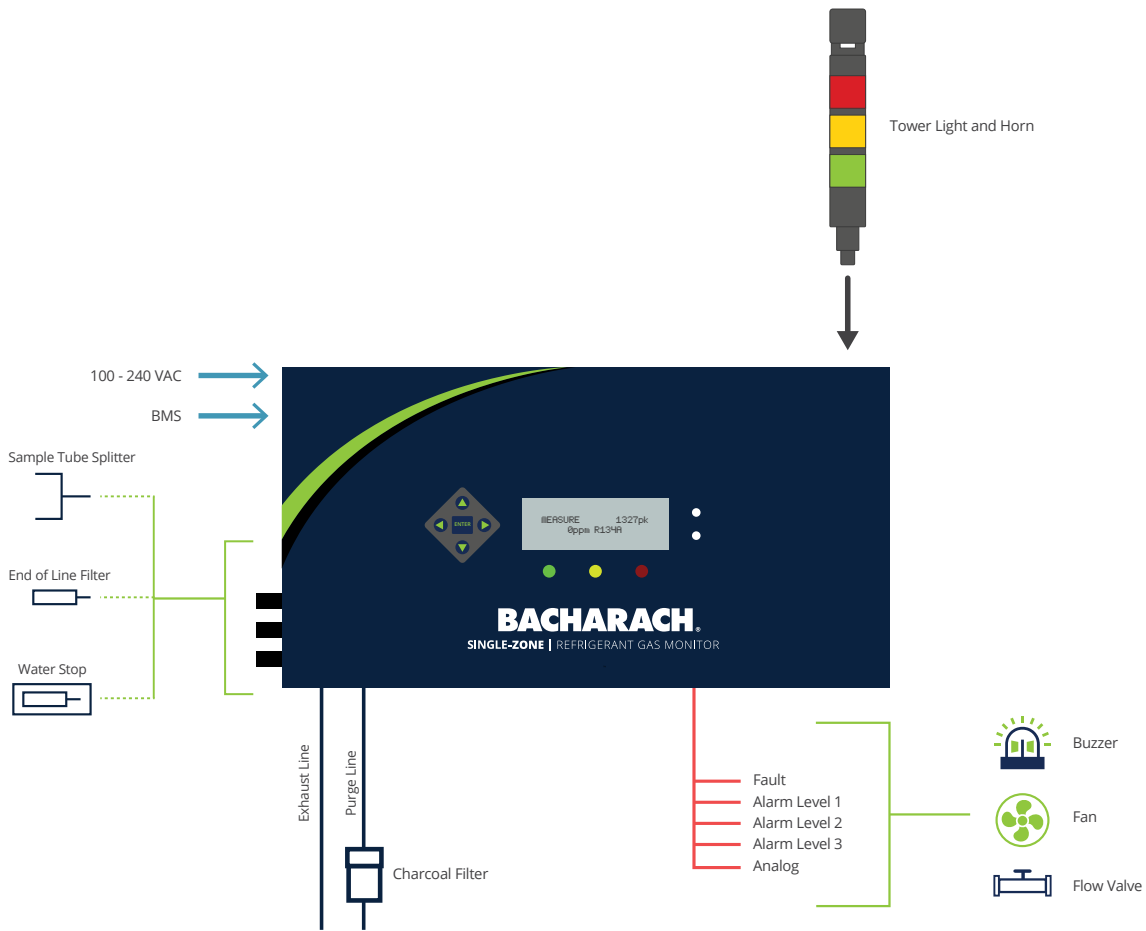 Tower Light and Horn
100 - 240 VAC
BMS
Sample Tube Splitter
End of Line Filter
Water Stop
ENTER
MEASURE 1327pk
0ppm R134A
BACHARACH®
SINGLE-ZONE | REFRIGERANT GAS MONITOR
Exhaust Line
Purge Line
Charcoal Filter
Fault
Alarm Level 1
Alarm Level 2
Alarm Level 3
Analog
Buzzer
Fan
Flow Valve